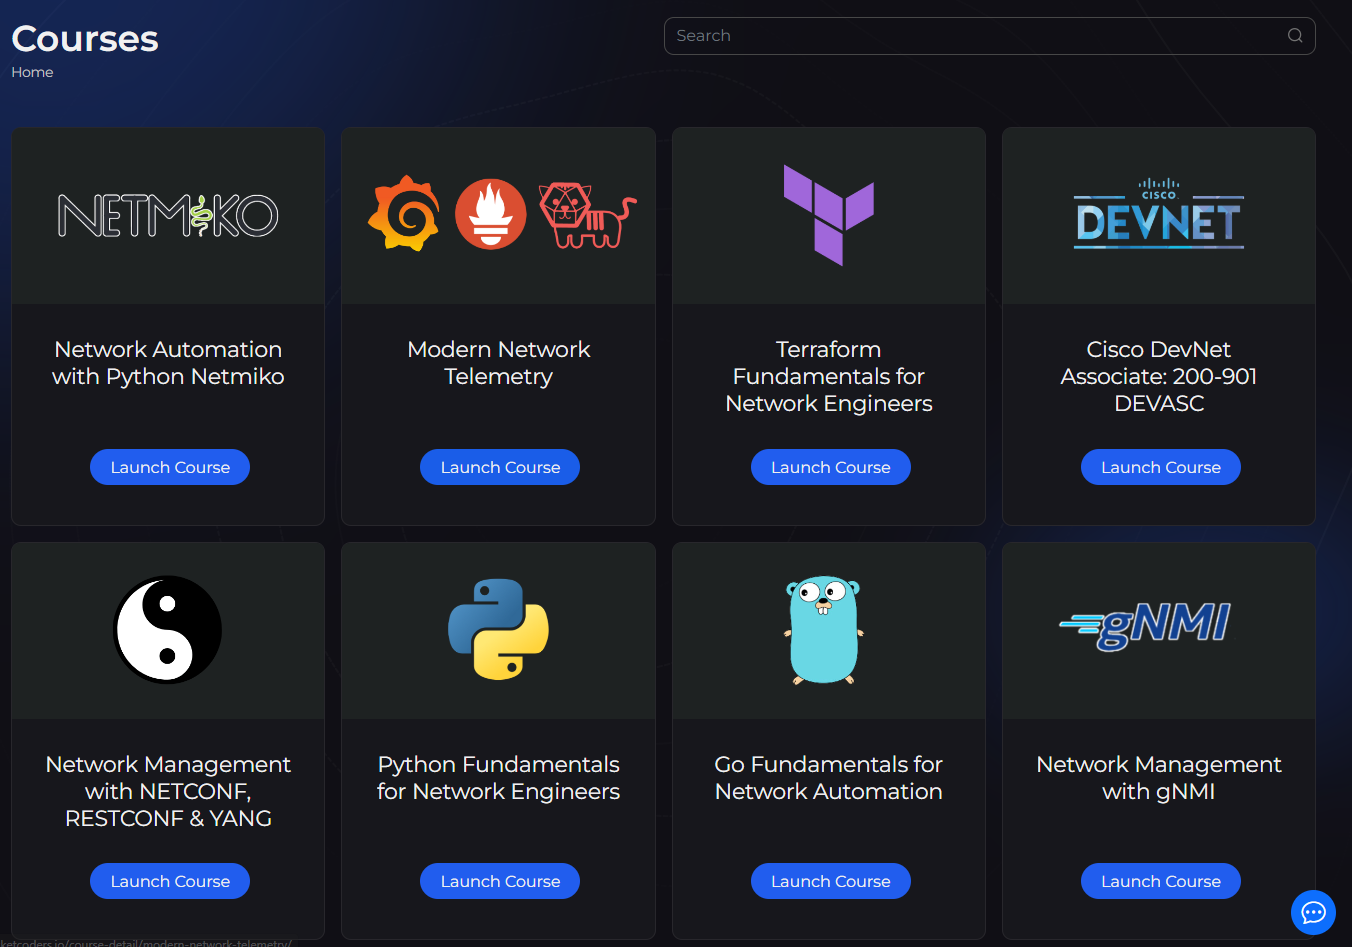 Courses
Search
Home
NETMIKO
CISCO
DEVNET
Network Automation
with Python Netmiko
Modern Network
Telemetry
Terraform
Fundamentals for
Network Engineers
Cisco DevNet
Associate: 200-901
DEVASC
Launch Course
Launch Course
Launch Course
Launch Course
gNMI
Network Management
with NETCONF,
RESTCONF & YANG
Python Fundamentals
for Network Engineers
Go Fundamentals for
Network Automation
Network Management
with gNMI
Launch Course
Launch Course
Launch Course
Launch Course
ketcoders.io/course-detail/modern-network-telemetry/